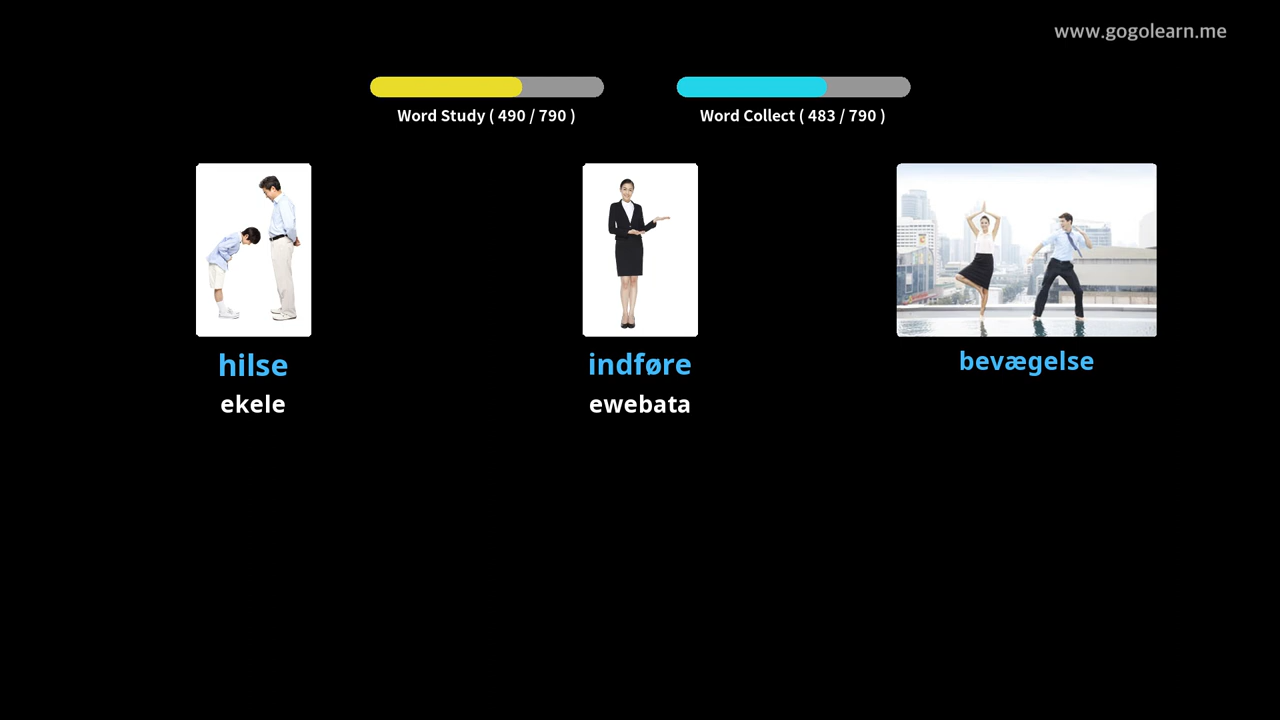 www.gogolearn.me
Word Study ( 490 / 790 )
Word Collect ( 483 / 790 )
hilse
ekele
indføre
ewebata
bevægelse